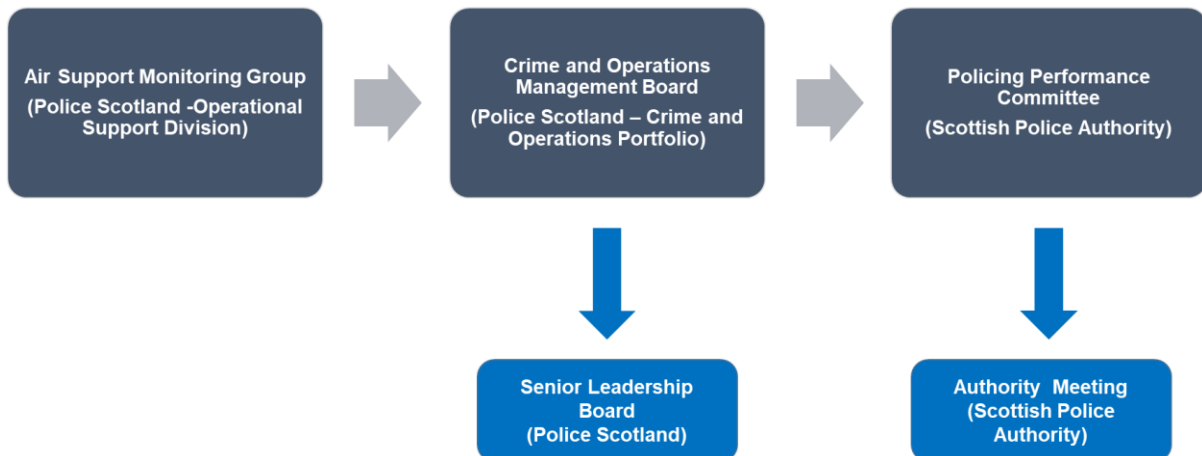 Air Support Monitoring Group
(Police Scotland -Operational
Support Division)
Crime and Operations
Management Board
(Police Scotland – Crime and
Operations Portfolio)
Policing Performance
Committee
(Scottish Police Authority)
Senior Leadership
Board
(Police Scotland)
Authority Meeting
(Scottish Police
Authority)